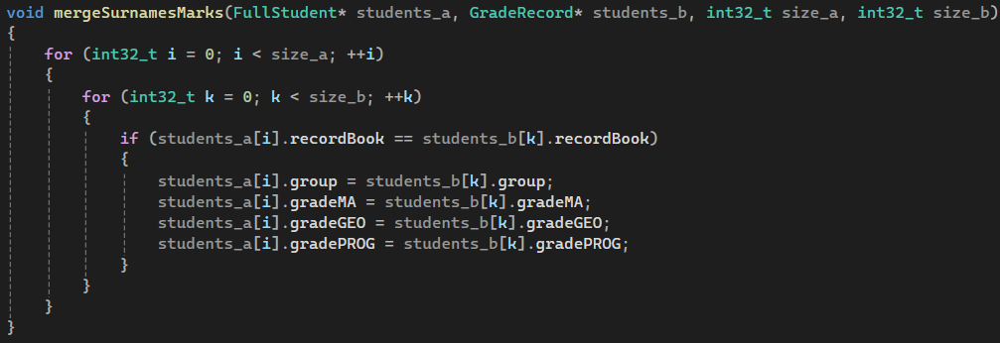 void mergeSurnamesMarks(FullStudent* students_a, GradeRecord* students_b, int32_t size_a, int32_t size_b)
{
    for (int32_t i = 0; i < size_a; ++i)
    {
        for (int32_t k = 0; k < size_b; ++k)
        {
            if (students_a[i].recordBook == students_b[k].recordBook)
            {
                students_a[i].group = students_b[k].group;
                students_a[i].gradeMA = students_b[k].gradeMA;
                students_a[i].gradeGEO = students_b[k].gradeGEO;
                students_a[i].gradePROG = students_b[k].gradePROG;
            }
        }
    }
}